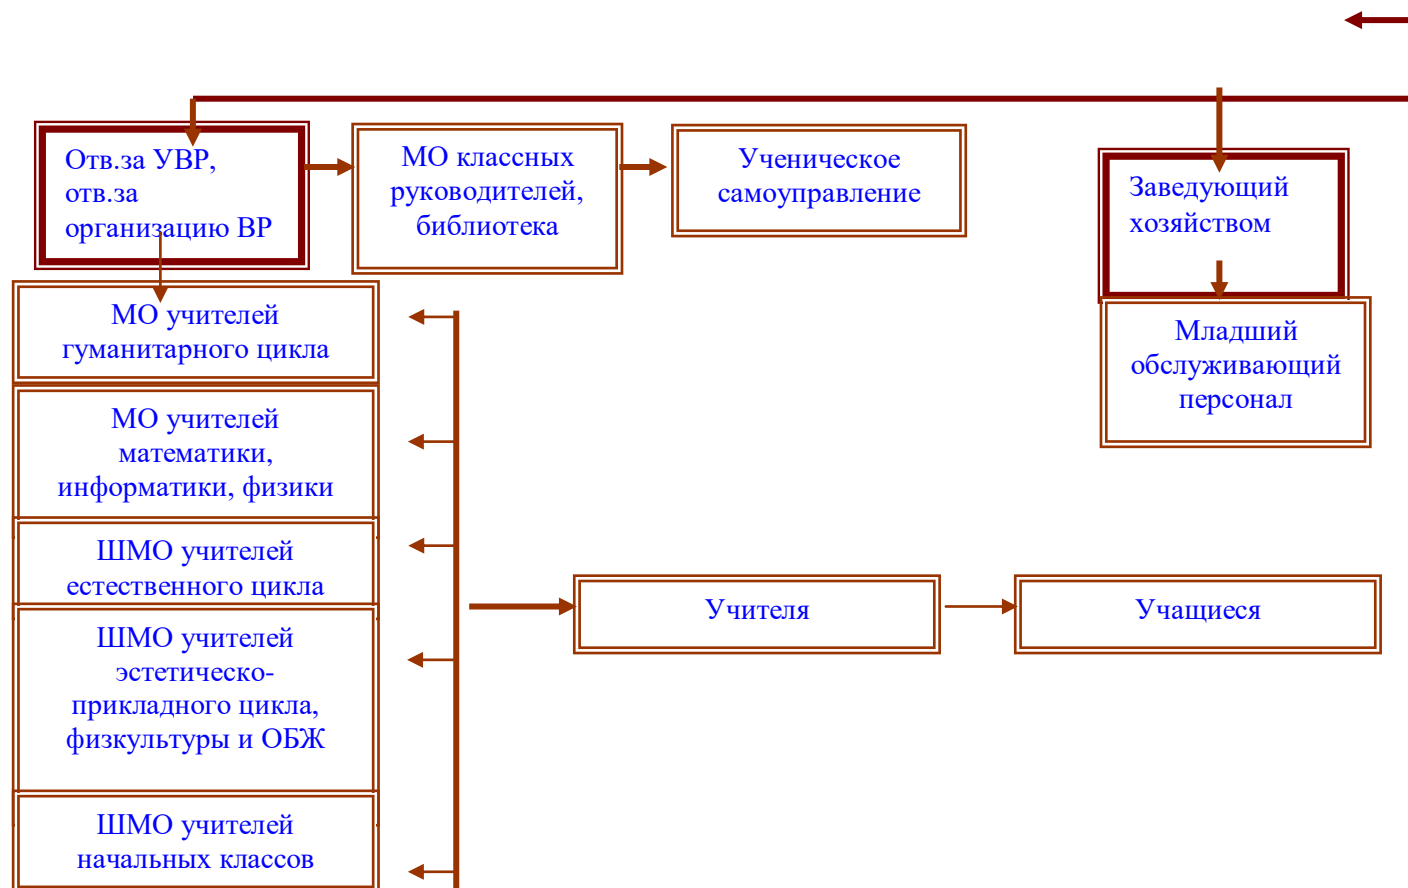 Отв.за УВР,
отв.за
организацию ВР
МО классных
руководителей,
библиотека
Ученическое
самоуправление
Заведующий
хозяйством
МО учителей
гуманитарного цикла
Младший
обслуживающий
персонал
МО учителей
математики,
информатики, физики
ШМО учителей
естественного цикла
Учителя
Учащиеся
ШМО учителей
эстетическо-
прикладного цикла,
физкультуры и ОБЖ
ШМО учителей
начальных классов